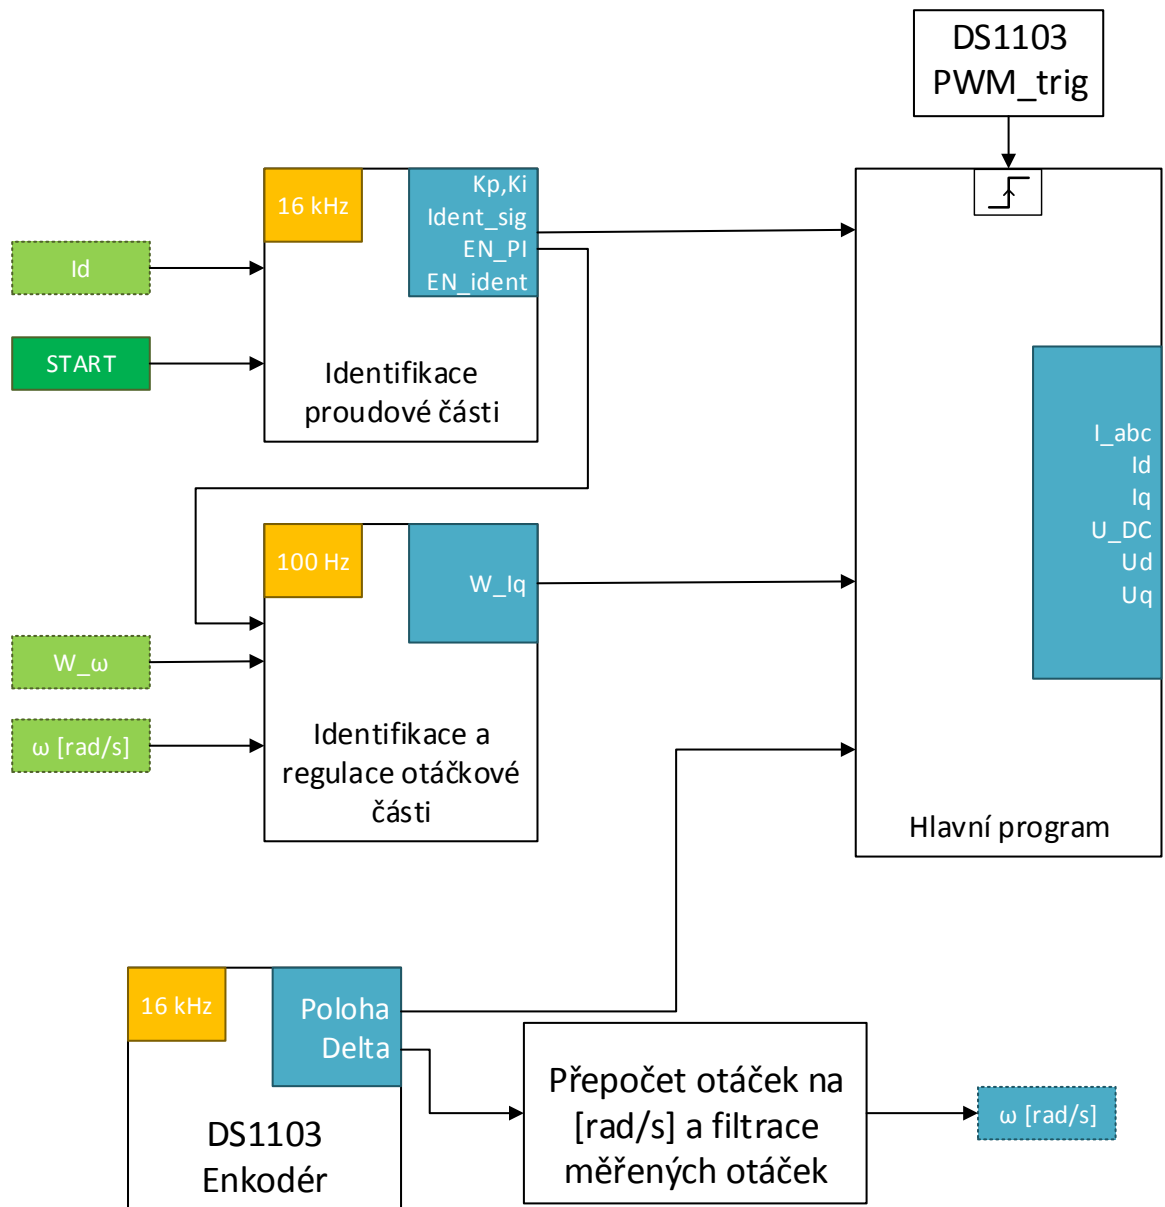 DS1103
PWM_trig
16 kHz
Kp,Ki
Ident_sig
EN_PI
EN_ident
Id
START
Identifikace
proudové části
I_abc
Id
Iq
U_DC
Ud
Uq
100 Hz
W_Iq
W_ω
ω [rad/s]
Identifikace a
regulace otáčkové
části
Hlavní program
16 kHz
Poloha
Delta
DS1103
Enkodér
Přepočet otáček na
[rad/s] a filtrace
měřených otáček
ω [rad/s]